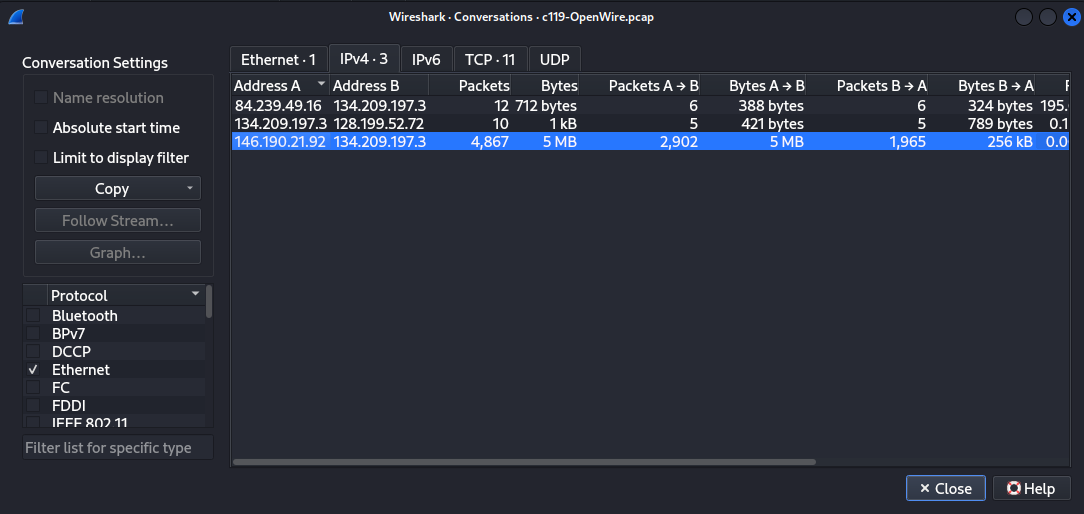 Wireshark · Conversations · c119-OpenWire.pcap
Conversation Settings
Name resolution
Absolute start time
Limit to display filter
Copy
Follow Stream…
Graph…
Protocol
Bluetooth
BPv7
DCCP
Ethernet
FC
FDDI
IEEE 802.11
Filter list for specific type
Ethernet · 1 IPv4 · 3 IPv6 TCP · 11 UDP
Address A Address B Packets Bytes Packets A → B Bytes A → B Packets B → A Bytes B → A
84.239.49.16 134.209.197.3 12 712 bytes 6 388 bytes 6 324 bytes 195.
134.209.197.3 128.199.52.72 10 1 kB 5 421 bytes 5 789 bytes 0.1
146.190.21.92 134.209.197.3 4,867 5 MB 2,902 5 MB 1,965 256 kB 0.0
Close Help